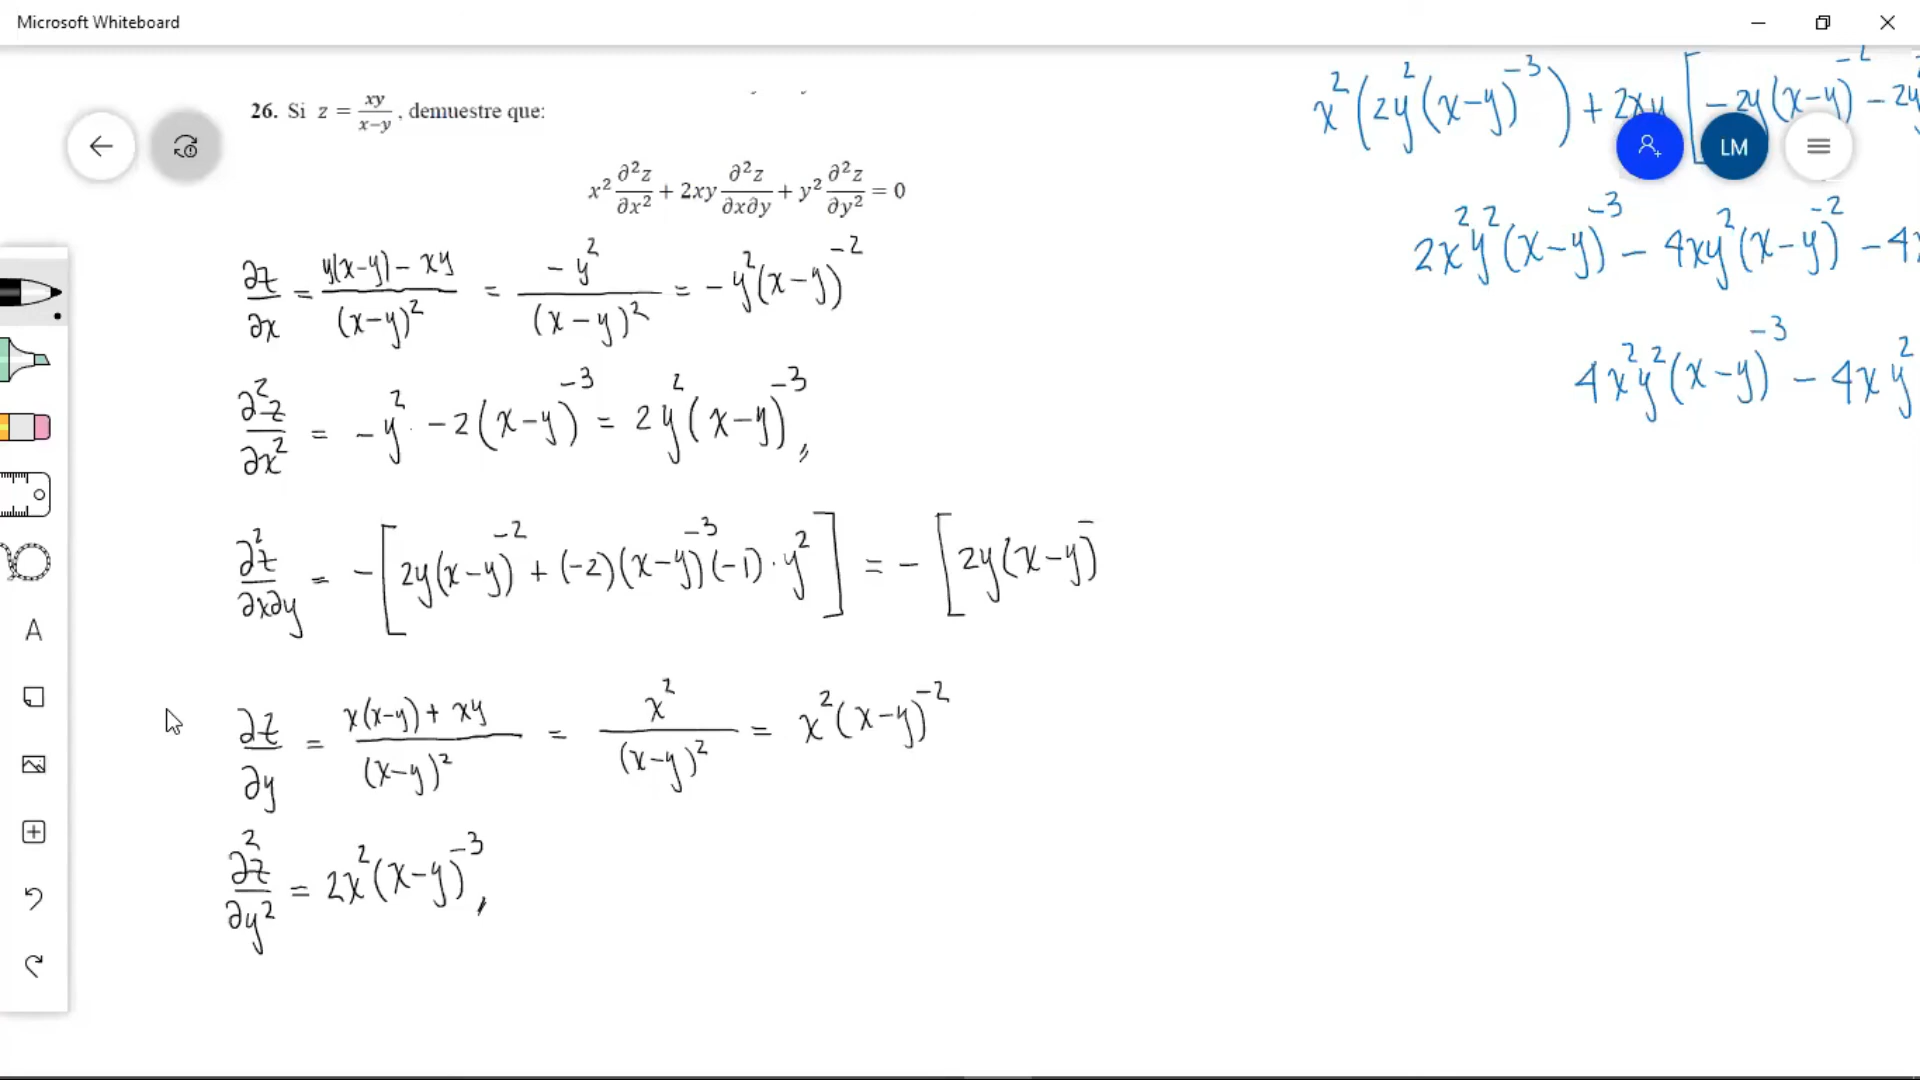 Microsoft Whiteboard
26. Si z = xy/(x−y), demuestre que:
x² ∂²z/∂x² + 2xy ∂²z/∂x∂y + y² ∂²z/∂y² = 0
∂z/∂x = (y(x−y) − xy)/(x−y)² = −y²/(x−y)² = −y²(x−y)⁻²
∂²z/∂x² = −y² · −2(x−y)⁻³ = 2y²(x−y)⁻³,,
∂²z/∂x∂y = −[2y(x−y)⁻² + (−2)(x−y)⁻³(−1)·y²] = −[2y(x−y)⁻
∂z/∂y = (x(x−y) + xy)/(x−y)² = x²/(x−y)² = x²(x−y)⁻²
∂²z/∂y² = 2x²(x−y)⁻³,
x²(2y²(x−y)⁻³) + 2xy[−2y(x−y)⁻² − 2y
2x²y²(x−y)⁻³ − 4xy²(x−y)⁻² − 4x
4x²y²(x−y)⁻³ − 4xy²
LM
A